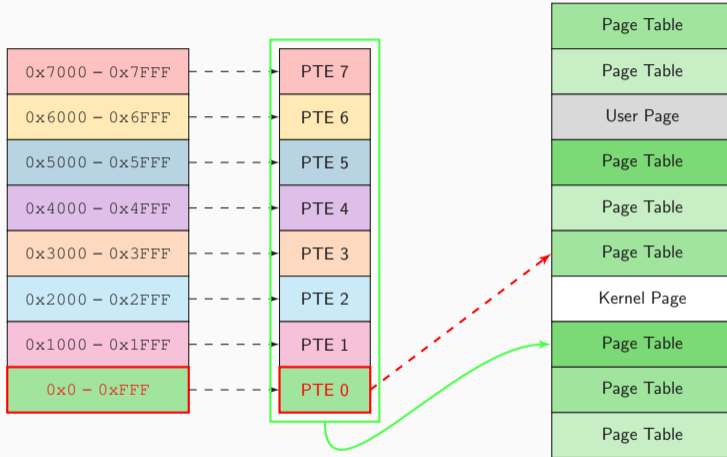 0x7000 – 0x7FFF
0x6000 – 0x6FFF
0x5000 – 0x5FFF
0x4000 – 0x4FFF
0x3000 – 0x3FFF
0x2000 – 0x2FFF
0x1000 – 0x1FFF
0x0 – 0xFFF
PTE 7
PTE 6
PTE 5
PTE 4
PTE 3
PTE 2
PTE 1
PTE 0
Page Table
Page Table
User Page
Page Table
Page Table
Page Table
Kernel Page
Page Table
Page Table
Page Table